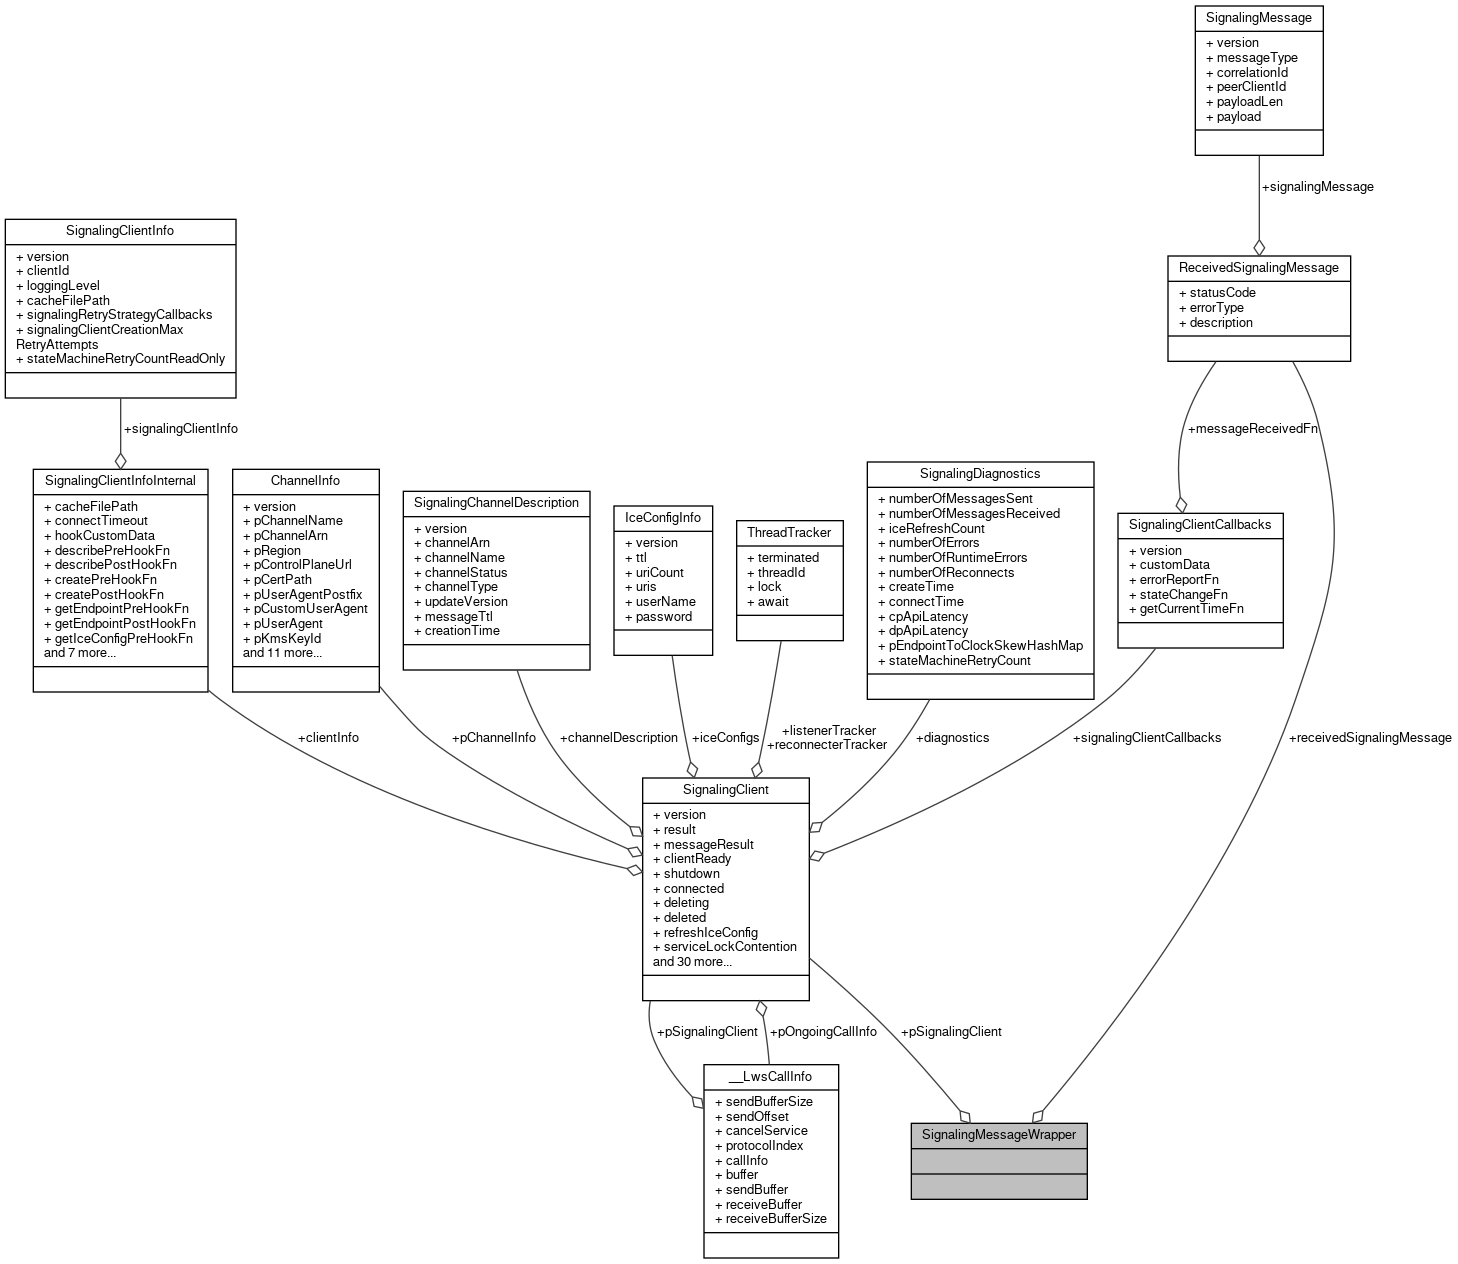 SignalingMessage
+ version
+ messageType
+ correlationId
+ peerClientId
+ payloadLen
+ payload
+signalingMessage
SignalingClientInfo
+ version
+ clientId
+ loggingLevel
+ cacheFilePath
+ signalingRetryStrategyCallbacks
+ signalingClientCreationMax
RetryAttempts
+ stateMachineRetryCountReadOnly
ReceivedSignalingMessage
+ statusCode
+ errorType
+ description
+signalingClientInfo
+messageReceivedFn
SignalingClientInfoInternal
+ cacheFilePath
+ connectTimeout
+ hookCustomData
+ describePreHookFn
+ describePostHookFn
+ createPreHookFn
+ createPostHookFn
+ getEndpointPreHookFn
+ getEndpointPostHookFn
+ getIceConfigPreHookFn
and 7 more...
ChannelInfo
+ version
+ pChannelName
+ pChannelArn
+ pRegion
+ pControlPlaneUrl
+ pCertPath
+ pUserAgentPostfix
+ pCustomUserAgent
+ pUserAgent
+ pKmsKeyId
and 11 more...
SignalingChannelDescription
+ version
+ channelArn
+ channelName
+ channelStatus
+ channelType
+ updateVersion
+ messageTtl
+ creationTime
IceConfigInfo
+ version
+ ttl
+ uriCount
+ uris
+ userName
+ password
ThreadTracker
+ terminated
+ threadId
+ lock
+ await
SignalingDiagnostics
+ numberOfMessagesSent
+ numberOfMessagesReceived
+ iceRefreshCount
+ numberOfErrors
+ numberOfRuntimeErrors
+ numberOfReconnects
+ createTime
+ connectTime
+ cpApiLatency
+ dpApiLatency
+ pEndpointToClockSkewHashMap
+ stateMachineRetryCount
SignalingClientCallbacks
+ version
+ customData
+ errorReportFn
+ stateChangeFn
+ getCurrentTimeFn
+clientInfo
+pChannelInfo
+channelDescription
+iceConfigs
+listenerTracker
+reconnecterTracker
+diagnostics
+signalingClientCallbacks
+receivedSignalingMessage
SignalingClient
+ version
+ result
+ messageResult
+ clientReady
+ shutdown
+ connected
+ deleting
+ deleted
+ refreshIceConfig
+ serviceLockContention
and 30 more...
+pSignalingClient
+pOngoingCallInfo
+pSignalingClient
__LwsCallInfo
+ sendBufferSize
+ sendOffset
+ cancelService
+ protocolIndex
+ callInfo
+ buffer
+ sendBuffer
+ receiveBuffer
+ receiveBufferSize
SignalingMessageWrapper